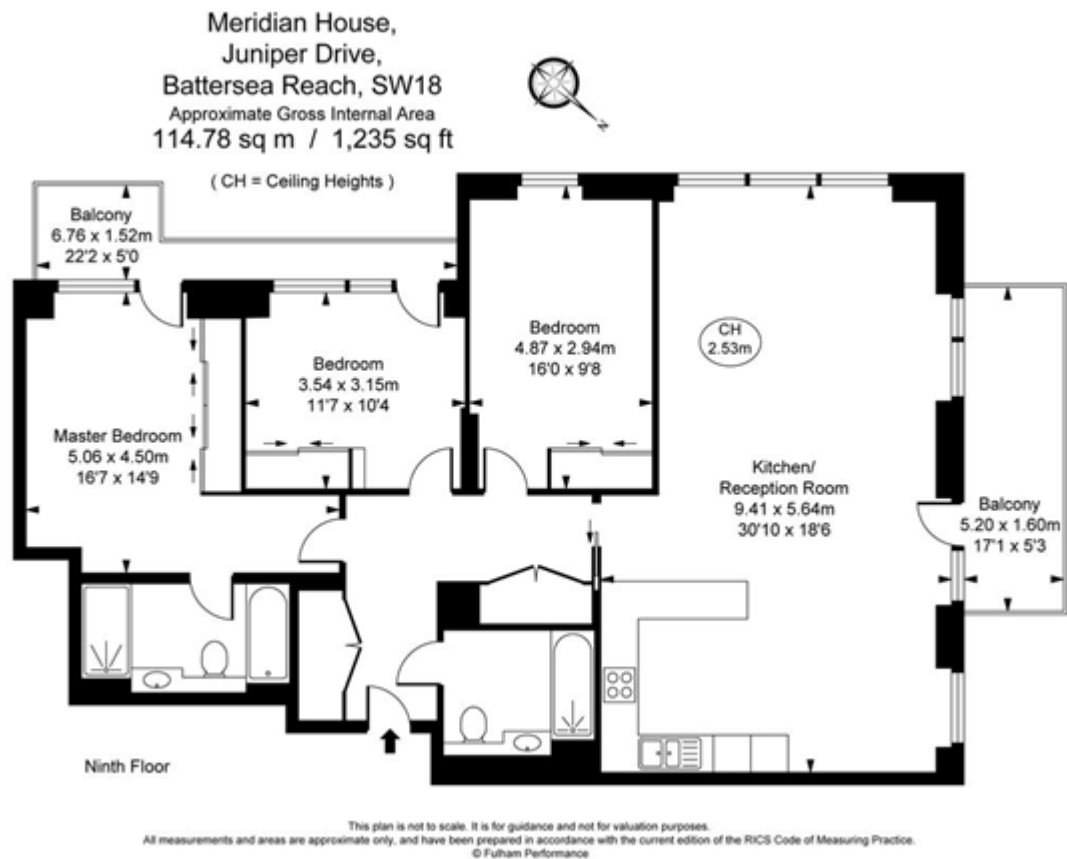 Meridian House,
Juniper Drive,
Battersea Reach, SW18
Approximate Gross Internal Area
114.78 sq m / 1,235 sq ft
( CH = Ceiling Heights )
N
Balcony
6.76 x 1.52m
22'2 x 5'0
Bedroom
4.87 x 2.94m
16'0 x 9'8
CH
2.53m
Bedroom
3.54 x 3.15m
11'7 x 10'4
Master Bedroom
5.06 x 4.50m
16'7 x 14'9
Kitchen/
Reception Room
9.41 x 5.64m
30'10 x 18'6
Balcony
5.20 x 1.60m
17'1 x 5'3
Ninth Floor
This plan is not to scale. It is for guidance and not for valuation purposes.
All measurements and areas are approximate only, and have been prepared in accordance with the current edition of the RICS Code of Measuring Practice.
© Fulham Performance